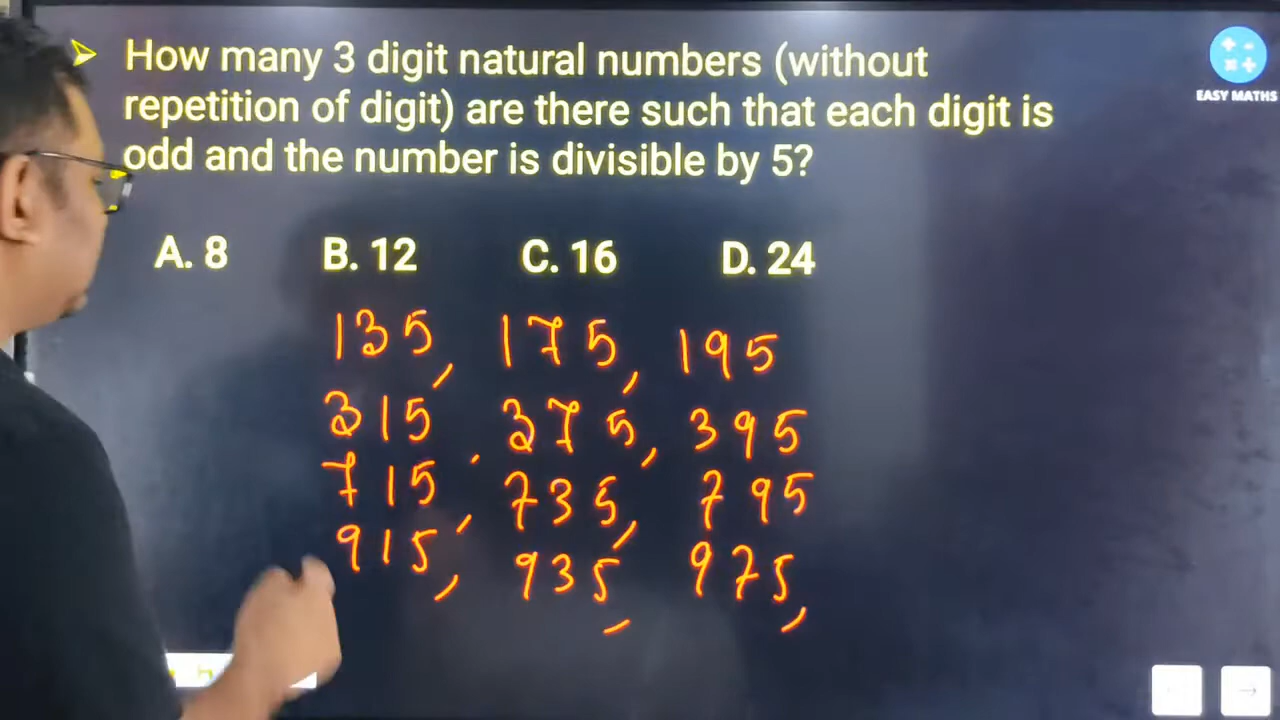 How many 3 digit natural numbers (without
repetition of digit) are there such that each digit is
odd and the number is divisible by 5?
EASY MATHS
A. 8 B. 12 C. 16 D. 24
135, 175, 195
315, 375, 395
715, 735, 795
915, 935, 975,